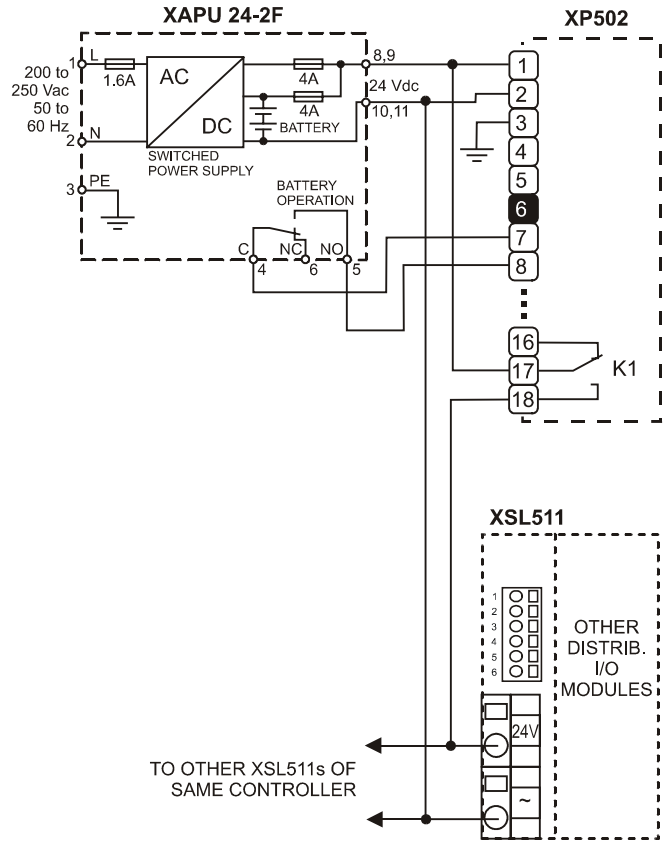 XAPU 24-2F
XP502
1 L
8,9
1.6A
AC
DC
4A
4A
BATTERY
24 Vdc
10,11
200 to
250 Vac
50 to
60 Hz
2 N
SWITCHED
POWER SUPPLY
3 PE
BATTERY
OPERATION
C
NC
NO
4
6
5
1
2
3
4
5
6
7
8
16
17
18
K1
XSL511
1
2
3
4
5
6
OTHER
DISTRIB.
I/O
MODULES
24V
~
TO OTHER XSL511s OF
SAME CONTROLLER